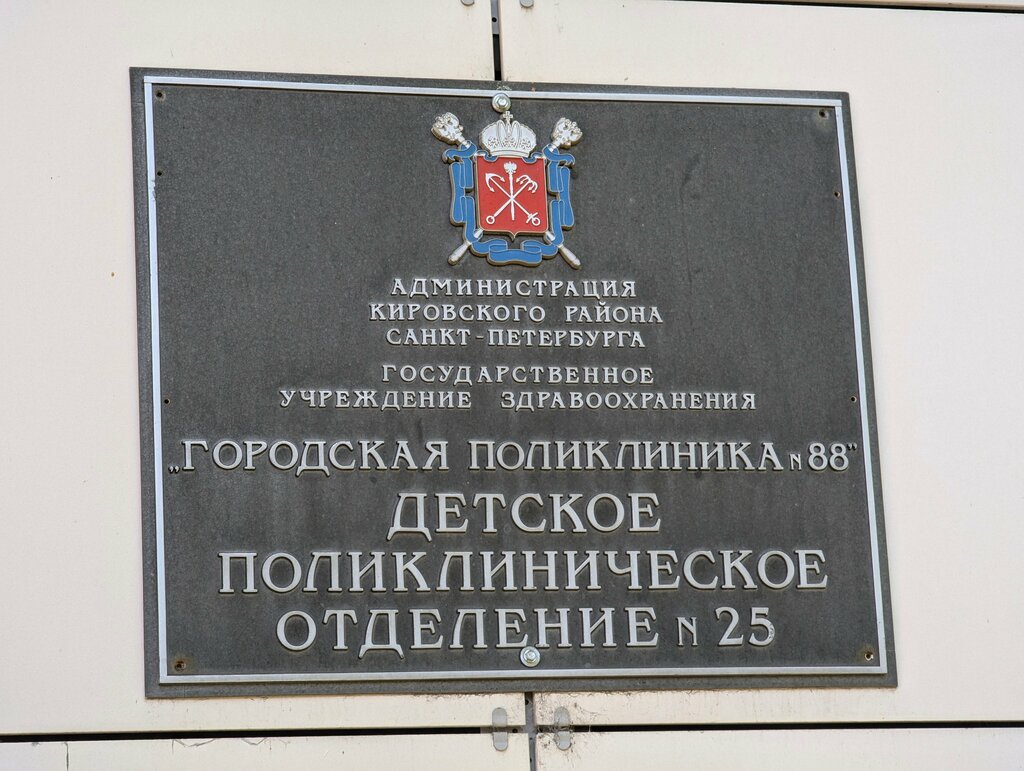 АДМИНИСТРАЦИЯ
КИРОВСКОГО РАЙОНА
САНКТ-ПЕТЕРБУРГА
ГОСУДАРСТВЕННОЕ
УЧРЕЖДЕНИЕ ЗДРАВООХРАНЕНИЯ
„ГОРОДСКАЯ ПОЛИКЛИНИКА N 88"
ДЕТСКОЕ
ПОЛИКЛИНИЧЕСКОЕ
ОТДЕЛЕНИЕ N 25